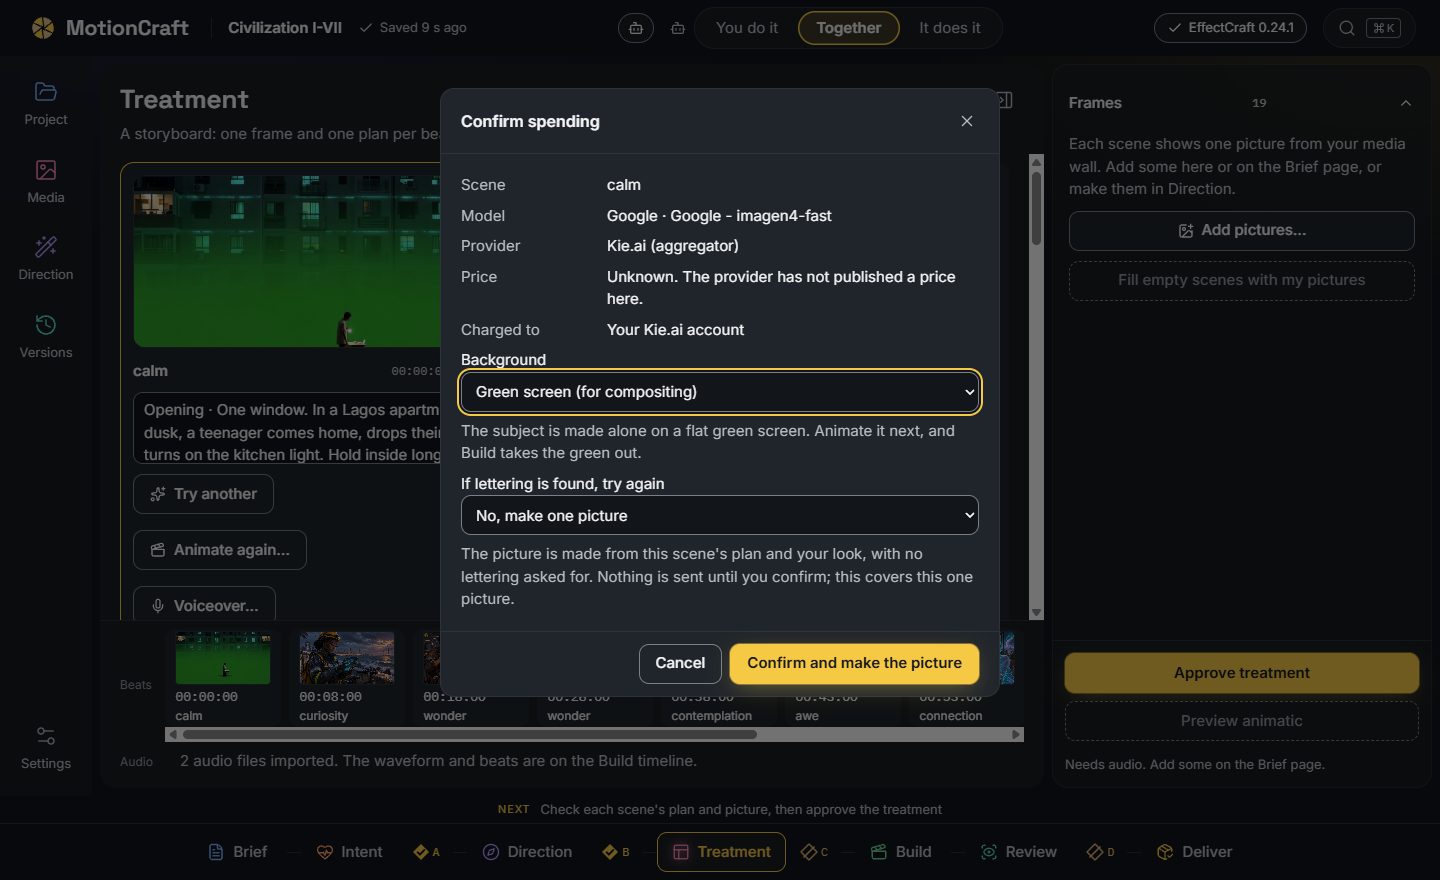 MotionCraft
Civilization I-VII
Saved 9 s ago
You do it
Together
It does it
EffectCraft 0.24.1
⌘K
Project
Media
Direction
Versions
Settings
Treatment
A storyboard: one frame and one plan per
calm
00:00:0
Opening · One window. In a Lagos
dusk, a teenager comes home, drops
turns on the kitchen light. Hold inside long
Try another
Animate again...
Voiceover...
Confirm spending
Scene
calm
Model
Google · Google - imagen4-fast
Provider
Kie.ai (aggregator)
Price
Unknown. The provider has not published a price
here.
Charged to
Your Kie.ai account
Background
Green screen (for compositing)
The subject is made alone on a flat green screen. Animate it next, and
Build takes the green out.
If lettering is found, try again
No, make one picture
The picture is made from this scene's plan and your look, with no
lettering asked for. Nothing is sent until you confirm; this covers this one
picture.
Cancel
Confirm and make the picture
Frames
19
Each scene shows one picture from your media
wall. Add some here or on the Brief page, or
make them in Direction.
Add pictures...
Fill empty scenes with my pictures
Approve treatment
Preview animatic
Needs audio. Add some on the Brief page.
Beats
00:00:00
calm
00:08:00
curiosity
wonder
wonder
contemplation
awe
connection
Audio
2 audio files imported. The waveform and beats are on the Build timeline.
NEXT Check each scene's plan and picture, then approve the treatment
Brief
Intent
A
Direction
B
Treatment
C
Build
Review
D
Deliver